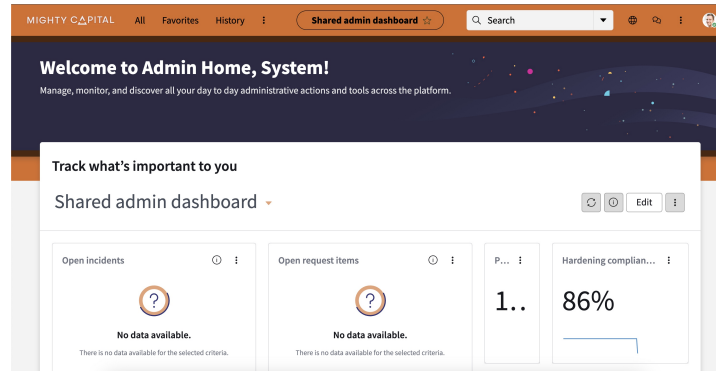 MIGHTY CAPITAL All Favorites History Shared admin dashboard Search
Welcome to Admin Home, System!
Manage, monitor, and discover all your day to day administrative actions and tools across the platform.
Track what's important to you
Shared admin dashboard
Edit
Open incidents
No data available.
There is no data available for the selected criteria.
Open request items
No data available.
There is no data available for the selected criteria.
P...
1..
Hardening complian...
86%